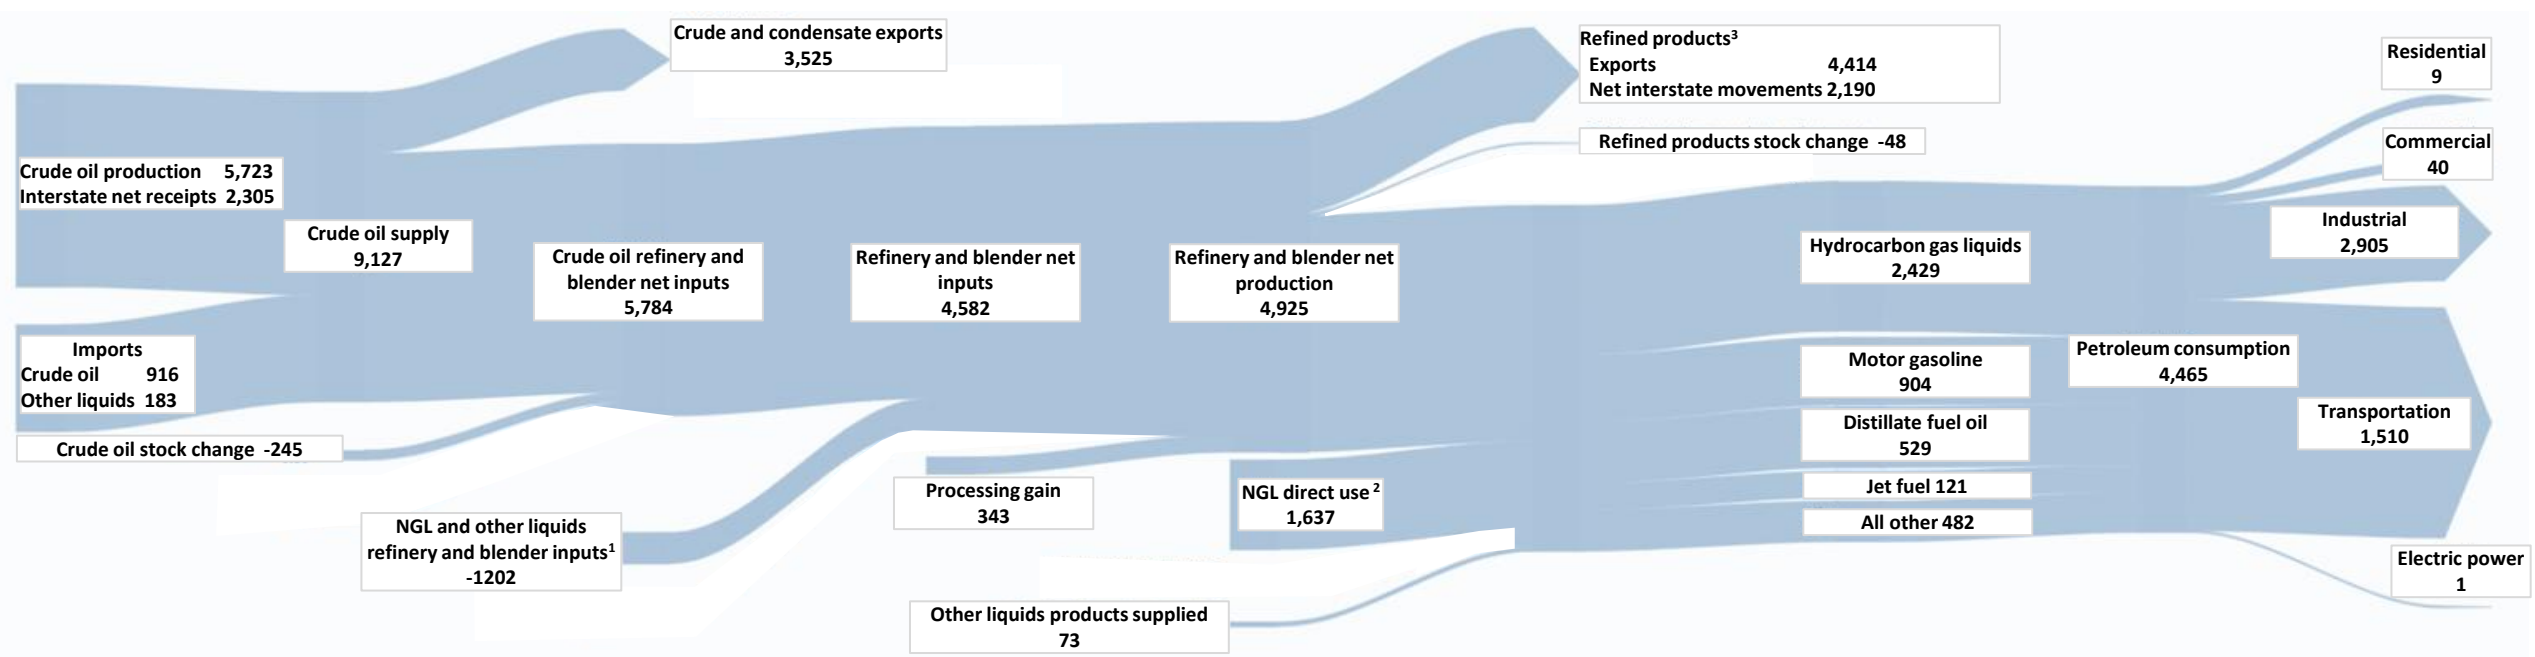 Crude and condensate exports
3,525
Refined products³
Exports 4,414
Net interstate movements 2,190
Residential
9
Refined products stock change -48
Commercial
40
Crude oil production 5,723
Interstate net receipts 2,305
Crude oil supply
9,127
Crude oil refinery and
blender net inputs
5,784
Refinery and blender net
inputs
4,582
Refinery and blender net
production
4,925
Hydrocarbon gas liquids
2,429
Industrial
2,905
Imports
Crude oil 916
Other liquids 183
Motor gasoline
904
Petroleum consumption
4,465
Crude oil stock change -245
Distillate fuel oil
529
Transportation
1,510
Processing gain
343
NGL direct use ²
1,637
Jet fuel 121
All other 482
NGL and other liquids
refinery and blender inputs¹
-1202
Electric power
1
Other liquids products supplied
73